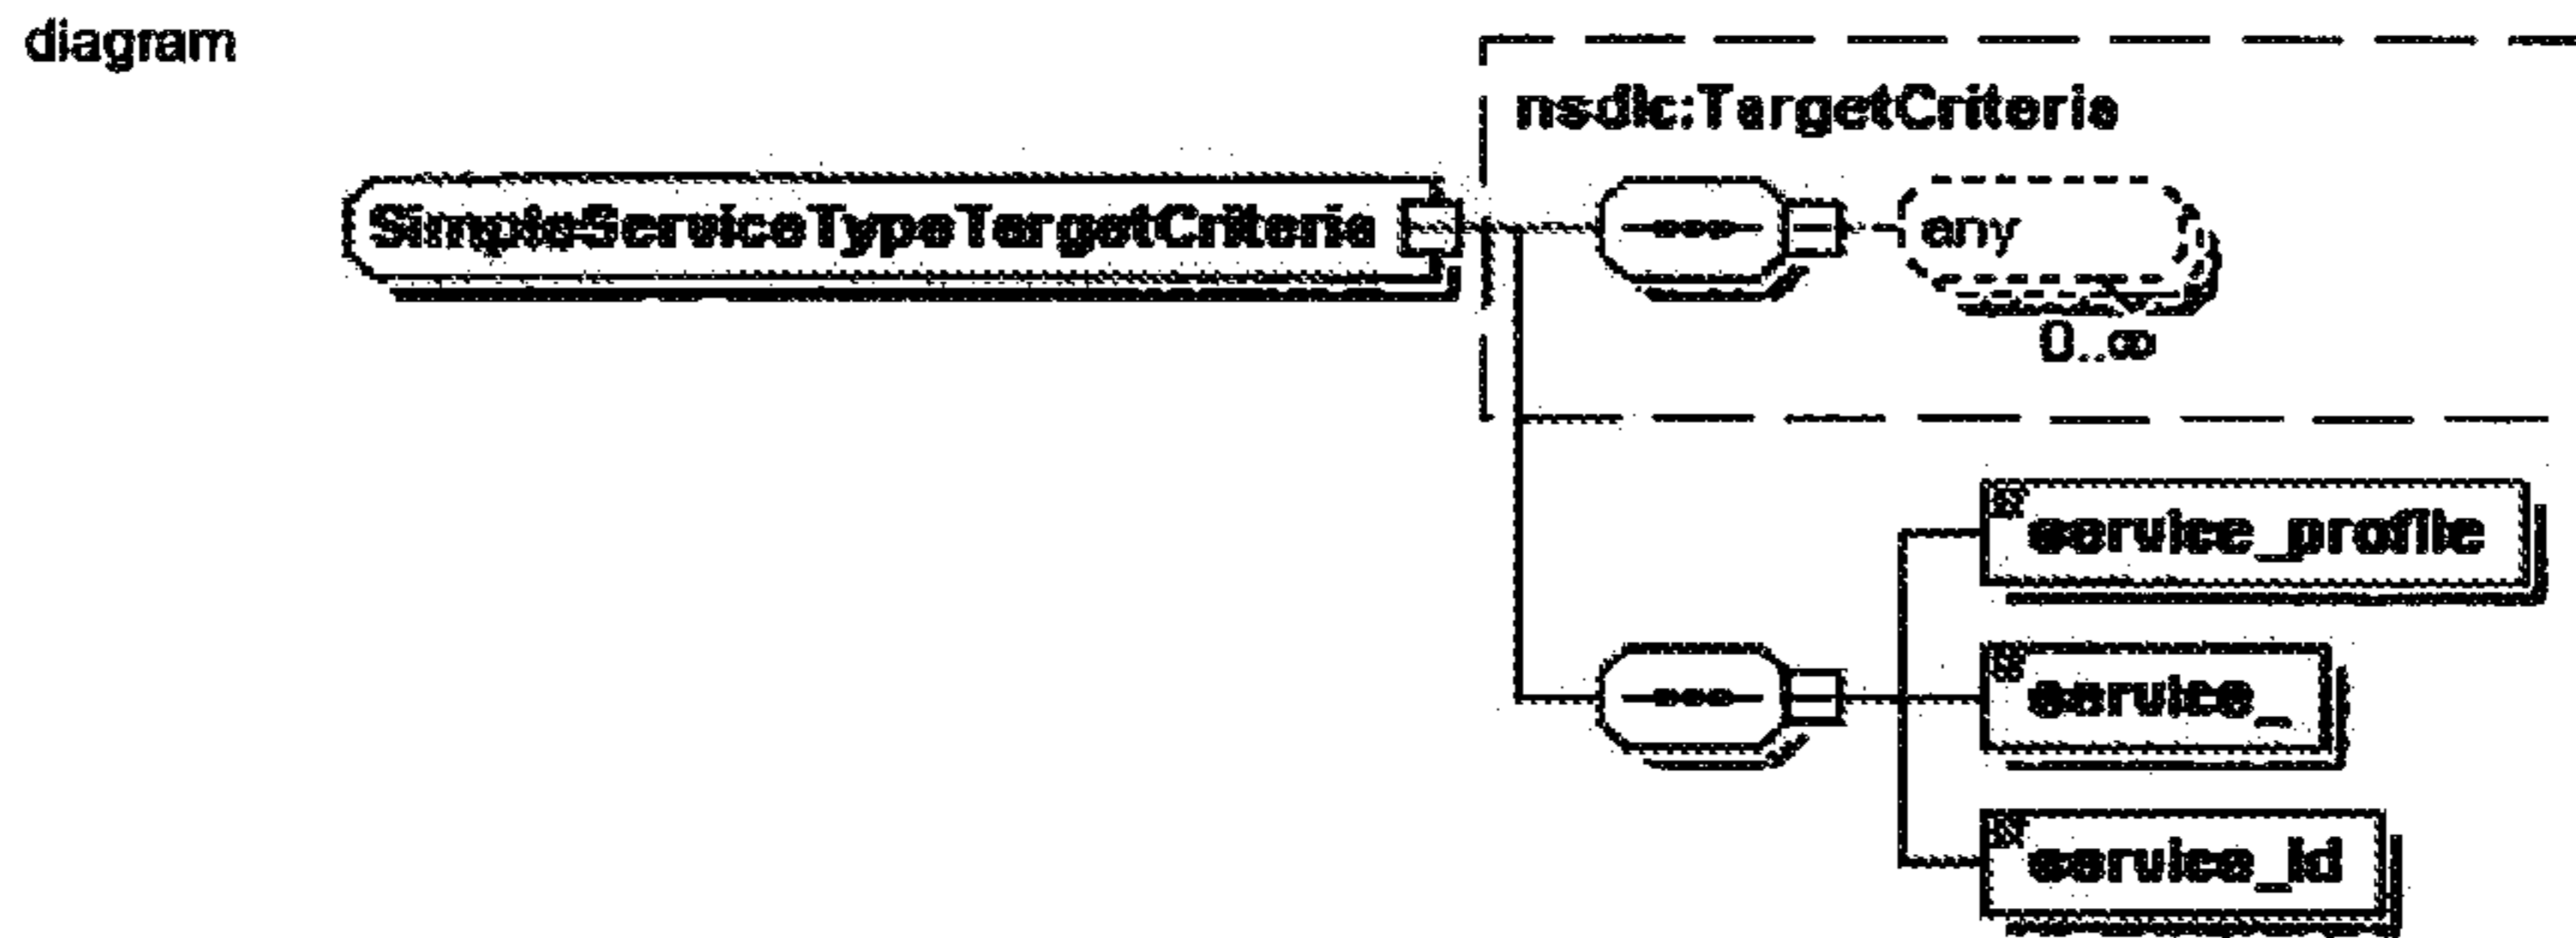 diagram
nsdlc:TargetCriteria
SimpleServiceTypeTargetCriteria
any
0..∞
service_profile
service_
service_id